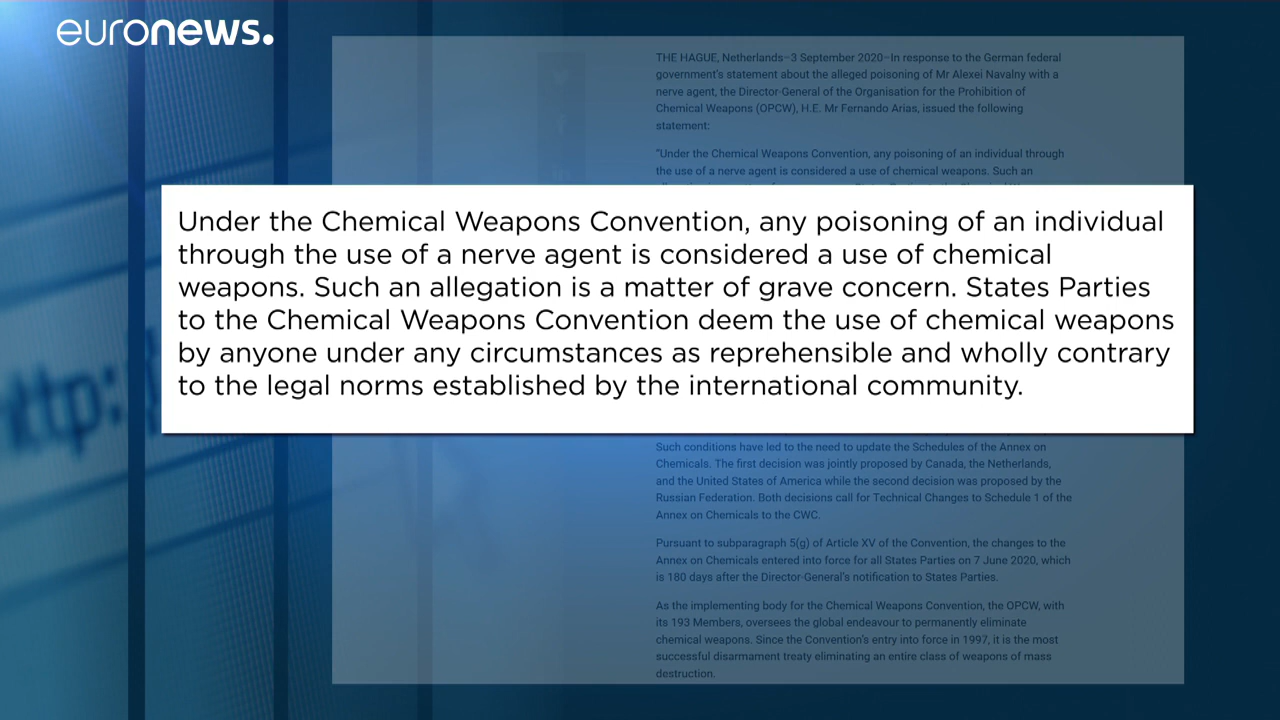 euronews.
THE HAGUE, Netherlands–3 September 2020–In response to the German federal
government's statement about the alleged poisoning of Mr Alexei Navalny with a
nerve agent, the Director-General of the Organisation for the Prohibition of
Chemical Weapons (OPCW), H.E. Mr Fernando Arias, issued the following
statement:
"Under the Chemical Weapons Convention, any poisoning of an individual through
the use of a nerve agent is considered a use of chemical weapons. Such an
Under the Chemical Weapons Convention, any poisoning of an individual
through the use of a nerve agent is considered a use of chemical
weapons. Such an allegation is a matter of grave concern. States Parties
to the Chemical Weapons Convention deem the use of chemical weapons
by anyone under any circumstances as reprehensible and wholly contrary
to the legal norms established by the international community.
ttp:/
Such conditions have led to the need to update the Schedules of the Annex on
Chemicals. The first decision was jointly proposed by Canada, the Netherlands,
and the United States of America while the second decision was proposed by the
Russian Federation. Both decisions call for Technical Changes to Schedule 1 of the
Annex on Chemicals to the CWC.
Pursuant to subparagraph 5(g) of Article XV of the Convention, the changes to the
Annex on Chemicals entered into force for all States Parties on 7 June 2020, which
is 180 days after the Director-General's notification to States Parties.
As the implementing body for the Chemical Weapons Convention, the OPCW, with
its 193 Members, oversees the global endeavour to permanently eliminate
chemical weapons. Since the Convention's entry into force in 1997, it is the most
successful disarmament treaty eliminating an entire class of weapons of mass
destruction.